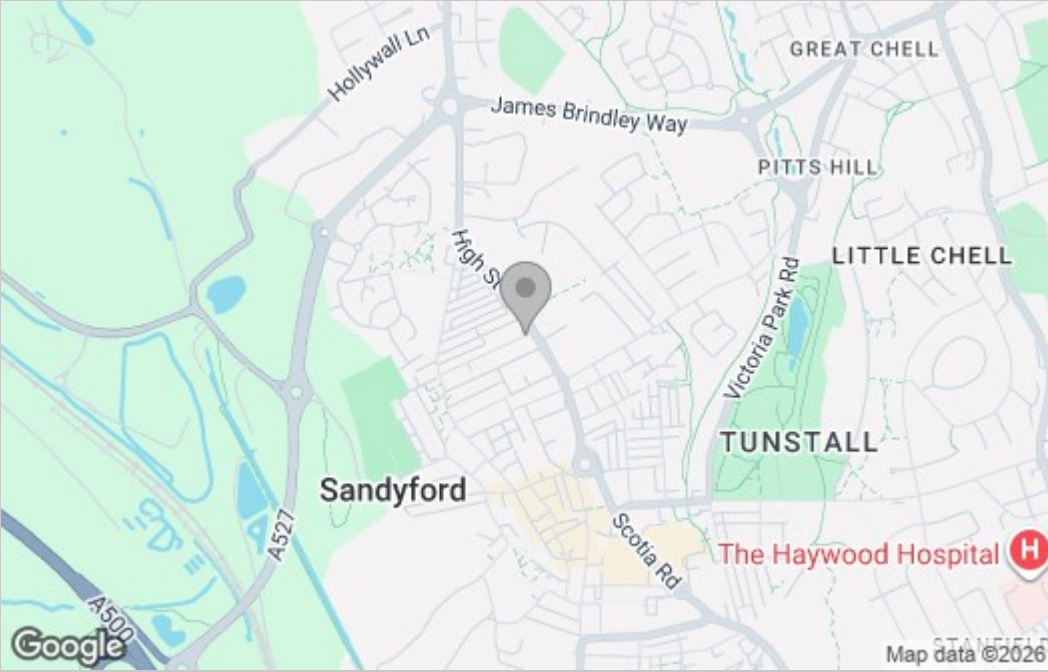 Hollywall Ln
GREAT CHELL
James Brindley Way
PITTS HILL
High St
LITTLE CHELL
Victoria Park Rd
TUNSTALL
Sandyford
A527
Scotia Rd
The Haywood Hospital
H
A500
Google
STANFIELD
Map data ©2026